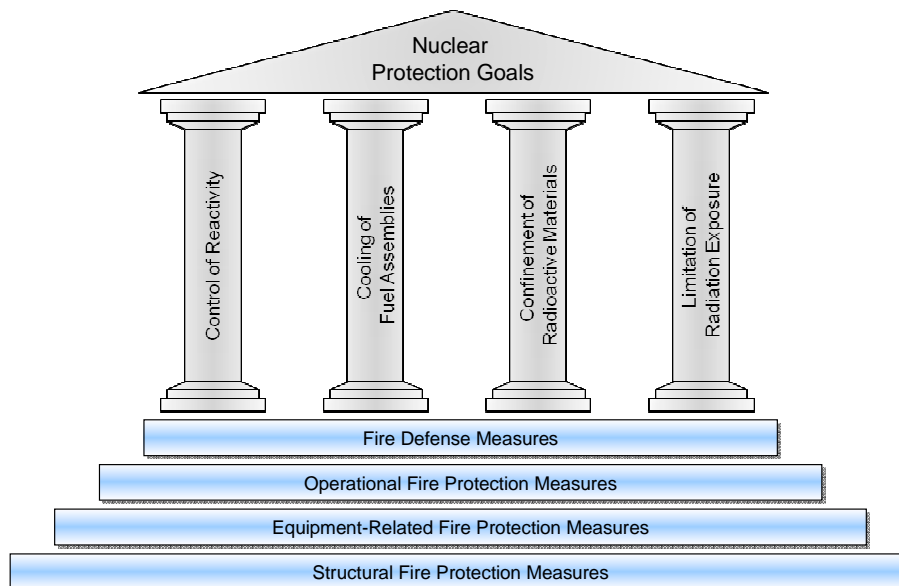 Nuclear
Protection Goals
Control of Reactivity
Cooling of
Fuel Assemblies
Confinement of
Radioactive Materials
Limitation of
Radiation Exposure
Fire Defense Measures
Operational Fire Protection Measures
Equipment-Related Fire Protection Measures
Structural Fire Protection Measures